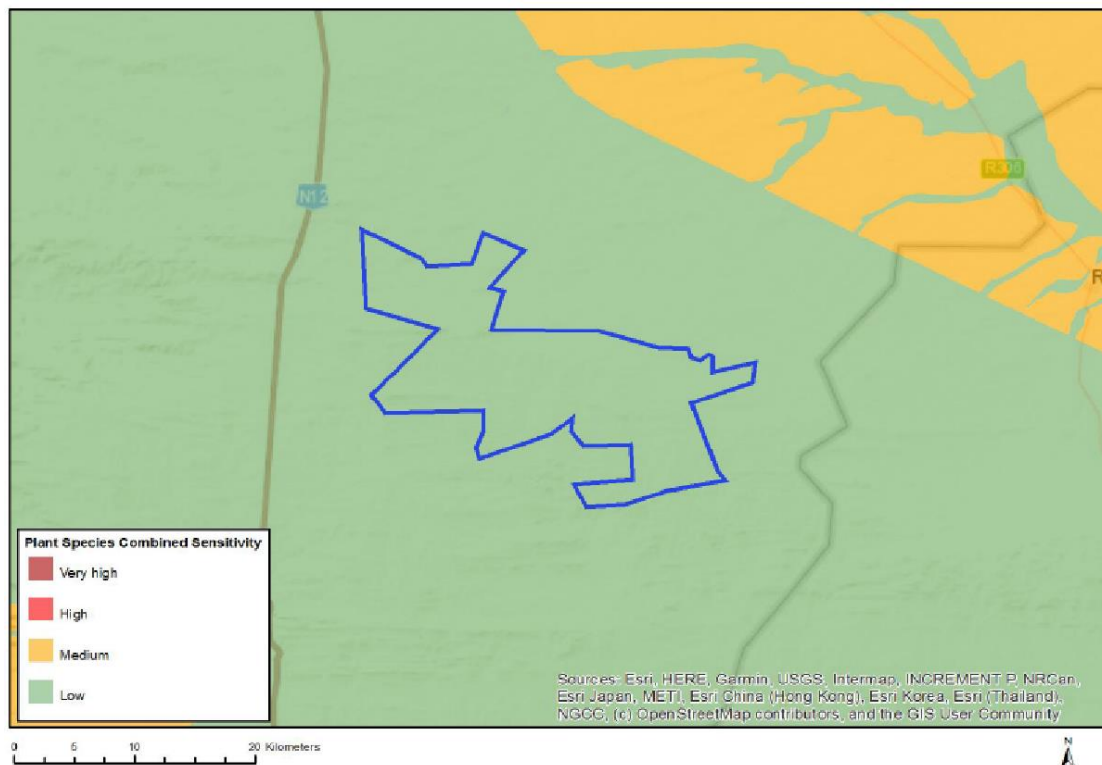 N12
R306
R
Plant Species Combined Sensitivity
Very high
High
Medium
Low
Sources: Esri, HERE, Garmin, USGS, Intermap, INCREMENT P, NRCan,
Esri Japan, METI, Esri China (Hong Kong), Esri Korea, Esri (Thailand),
NGCC, (c) OpenStreetMap contributors, and the GIS User Community
0 5 10 20 Kilometers
N